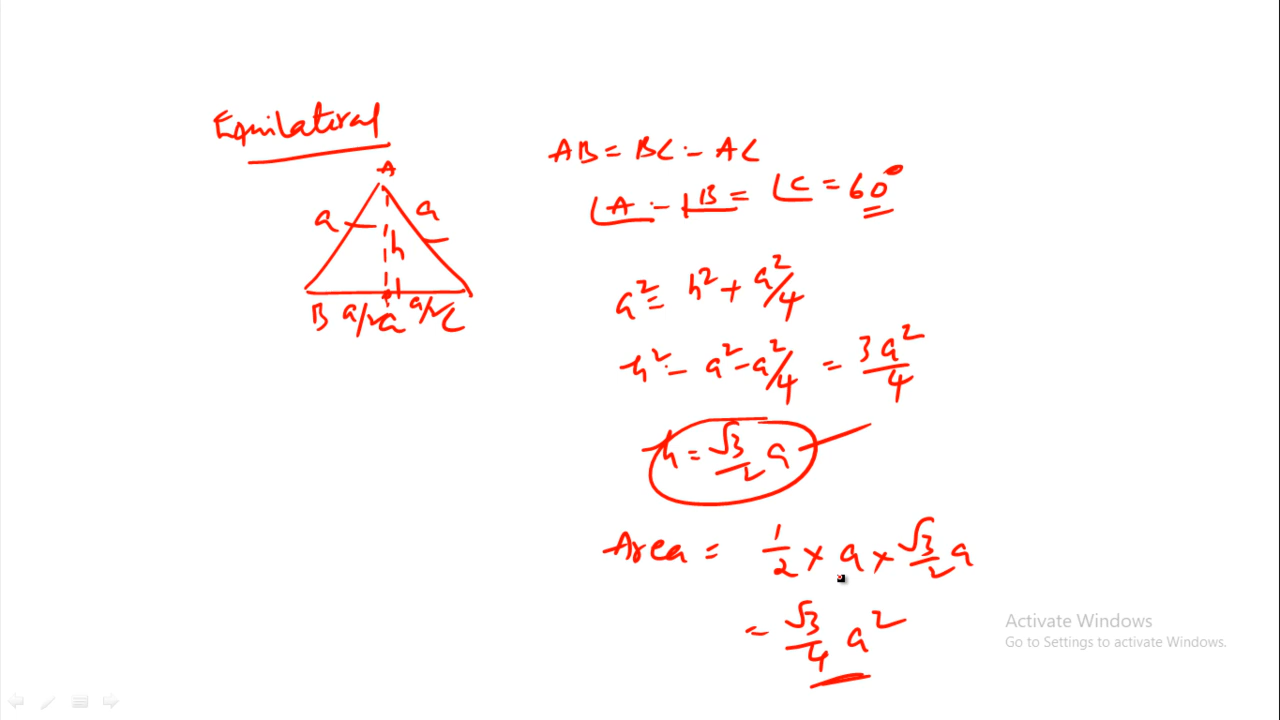 Equilateral
A
a
a
h
B a/2 a a/2 C
AB = BC = AC
∠A = ∠B = ∠C = 60°
a² = h² + a²/4
h² = a² - a²/4 = 3a²/4
h = √3/2 a
Area = 1/2 × a × √3/2 a
= √3/4 a²
Activate Windows
Go to Settings to activate Windows.